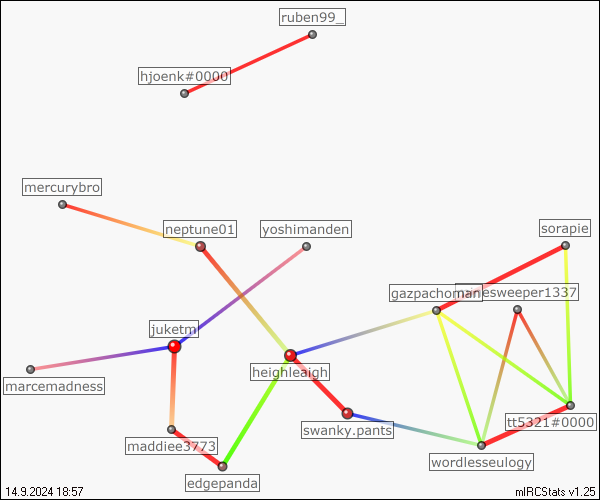 ruben99_
hjoenk#0000
mercurybro
neptune01
yoshimanden
sorapie
gazpachoman
minesweeper1337
juketm
heighleaigh
marcemadness
swanky.pants
tt5321#0000
maddiee3773
wordlesseulogy
edgepanda
14.9.2024 18:57
mIRCStats v1.25